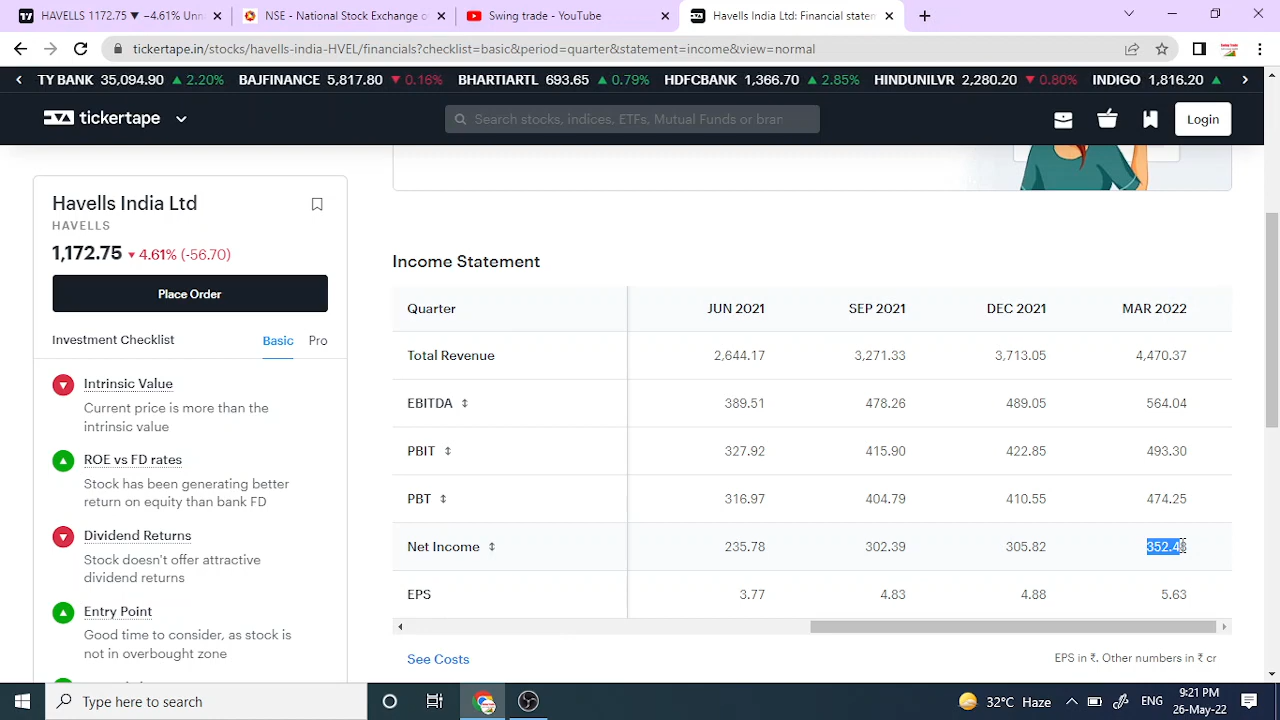 HAVELLS 1172.75 ▼ −4.61% Unn
NSE - National Stock Exchange
Swing trade - YouTube
Havells India Ltd: Financial staten
tickertape.in/stocks/havells-india-HVEL/financials?checklist=basic&period=quarter&statement=income&view=normal
TY BANK 35,094.90 ▲ 2.20% BAJFINANCE 5,817.80 ▼ 0.16% BHARTIARTL 693.65 ▲ 0.79% HDFCBANK 1,366.70 ▲ 2.85% HINDUNILVR 2,280.20 ▼ 0.80% INDIGO 1,816.20 ▲
tickertape
Search stocks, indices, ETFs, Mutual Funds or bran
Login
Havells India Ltd
HAVELLS
1,172.75 ▼ 4.61% (-56.70)
Place Order
Investment Checklist Basic Pro
Intrinsic Value
Current price is more than the
intrinsic value
ROE vs FD rates
Stock has been generating better
return on equity than bank FD
Dividend Returns
Stock doesn't offer attractive
dividend returns
Entry Point
Good time to consider, as stock is
not in overbought zone
Income Statement
Quarter JUN 2021 SEP 2021 DEC 2021 MAR 2022
Total Revenue 2,644.17 3,271.33 3,713.05 4,470.37
EBITDA 389.51 478.26 489.05 564.04
PBIT 327.92 415.90 422.85 493.30
PBT 316.97 404.79 410.55 474.25
Net Income 235.78 302.39 305.82
EPS 3.77 4.83 4.88 5.63
See Costs
EPS in ₹. Other numbers in ₹ cr
Type here to search
32°C Haze
ENG
9:21 PM
26-May-22